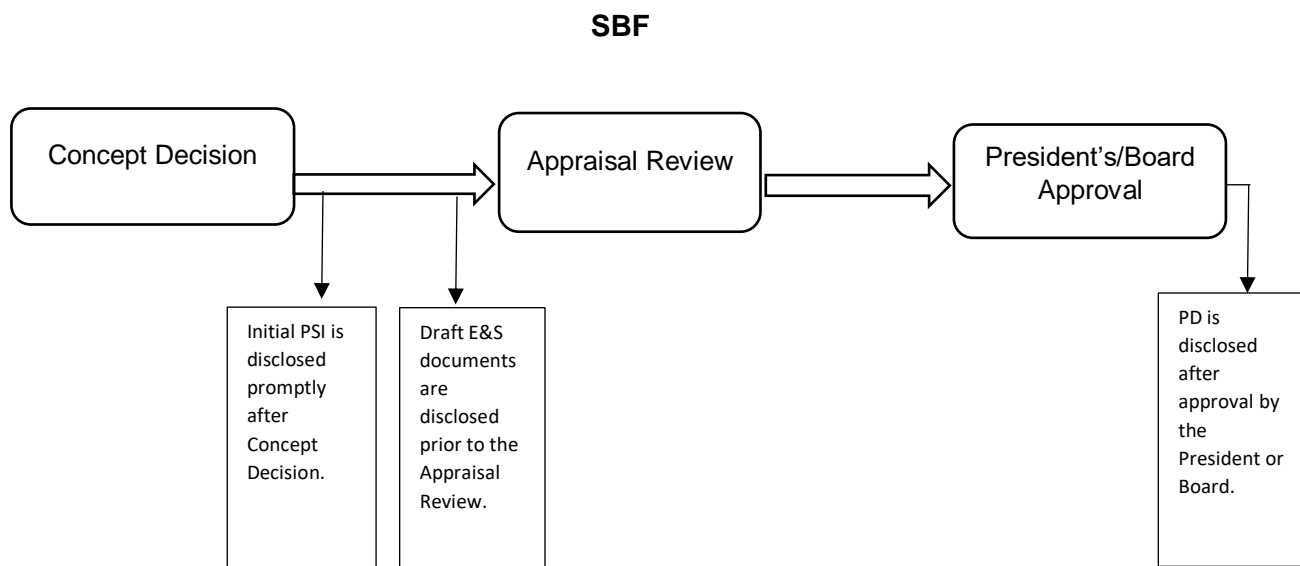 SBF
Concept Decision
Appraisal Review
President's/Board
Approval
Initial PSI is
disclosed
promptly
after
Concept
Decision.
Draft E&S
documents
are
disclosed
prior to the
Appraisal
Review.
PD is
disclosed
after
approval by
the
President or
Board.